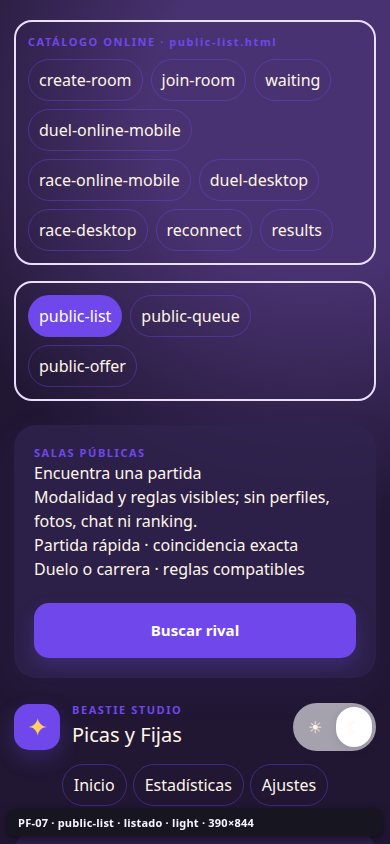 CATÁLOGO ONLINE · public-list.html
create-room join-room waiting
duel-online-mobile
race-online-mobile duel-desktop
race-desktop reconnect results
public-list public-queue
public-offer
SALAS PÚBLICAS
Encuentra una partida
Modalidad y reglas visibles; sin perfiles,
fotos, chat ni ranking.
Partida rápida · coincidencia exacta
Duelo o carrera · reglas compatibles
Buscar rival
BEASTIE STUDIO
Picas y Fijas
Inicio Estadísticas Ajustes
PF-07 · public-list · listado · light · 390×844